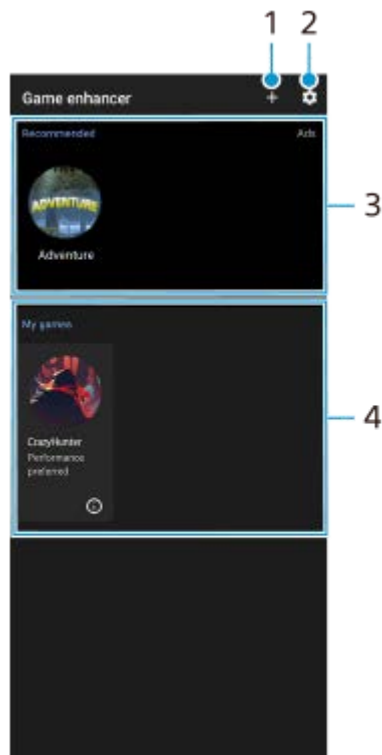 1 2
Game enhancer
Recommended Ads
3
ADVENTURE
Adventure
My games
4
CrazyHunter
Performance
preferred